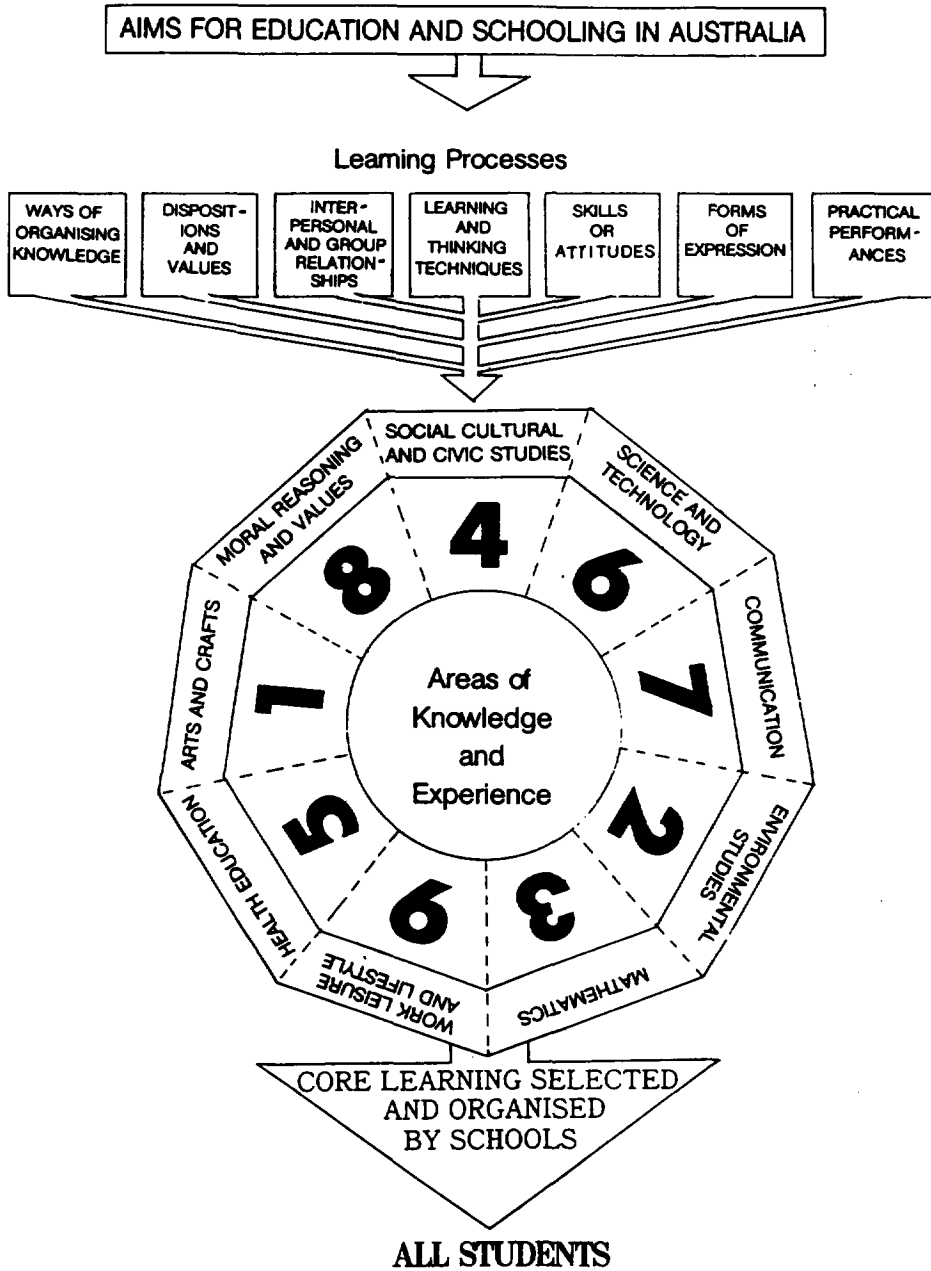 AIMS FOR EDUCATION AND SCHOOLING IN AUSTRALIA
Learning Processes
WAYS OF
ORGANISING
KNOWLEDGE
DISPOSIT-
IONS
AND
VALUES
INTER-
PERSONAL
AND GROUP
RELATION-
SHIPS
LEARNING
AND
THINKING
TECHNIQUES
SKILLS
OR
ATTITUDES
FORMS
OF
EXPRESSION
PRACTICAL
PERFORM-
ANCES
SOCIAL CULTURAL
AND CIVIC STUDIES
4
SCIENCE AND
TECHNOLOGY
6
COMMUNICATION
7
ENVIRONMENTAL
STUDIES
2
MATHEMATICS
3
WORK LEISURE
AND LIFESTYLE
9
HEALTH EDUCATION
5
ARTS AND CRAFTS
1
MORAL REASONING
AND VALUES
8
Areas of
Knowledge
and
Experience
CORE LEARNING SELECTED
AND ORGANISED
BY SCHOOLS
ALL STUDENTS